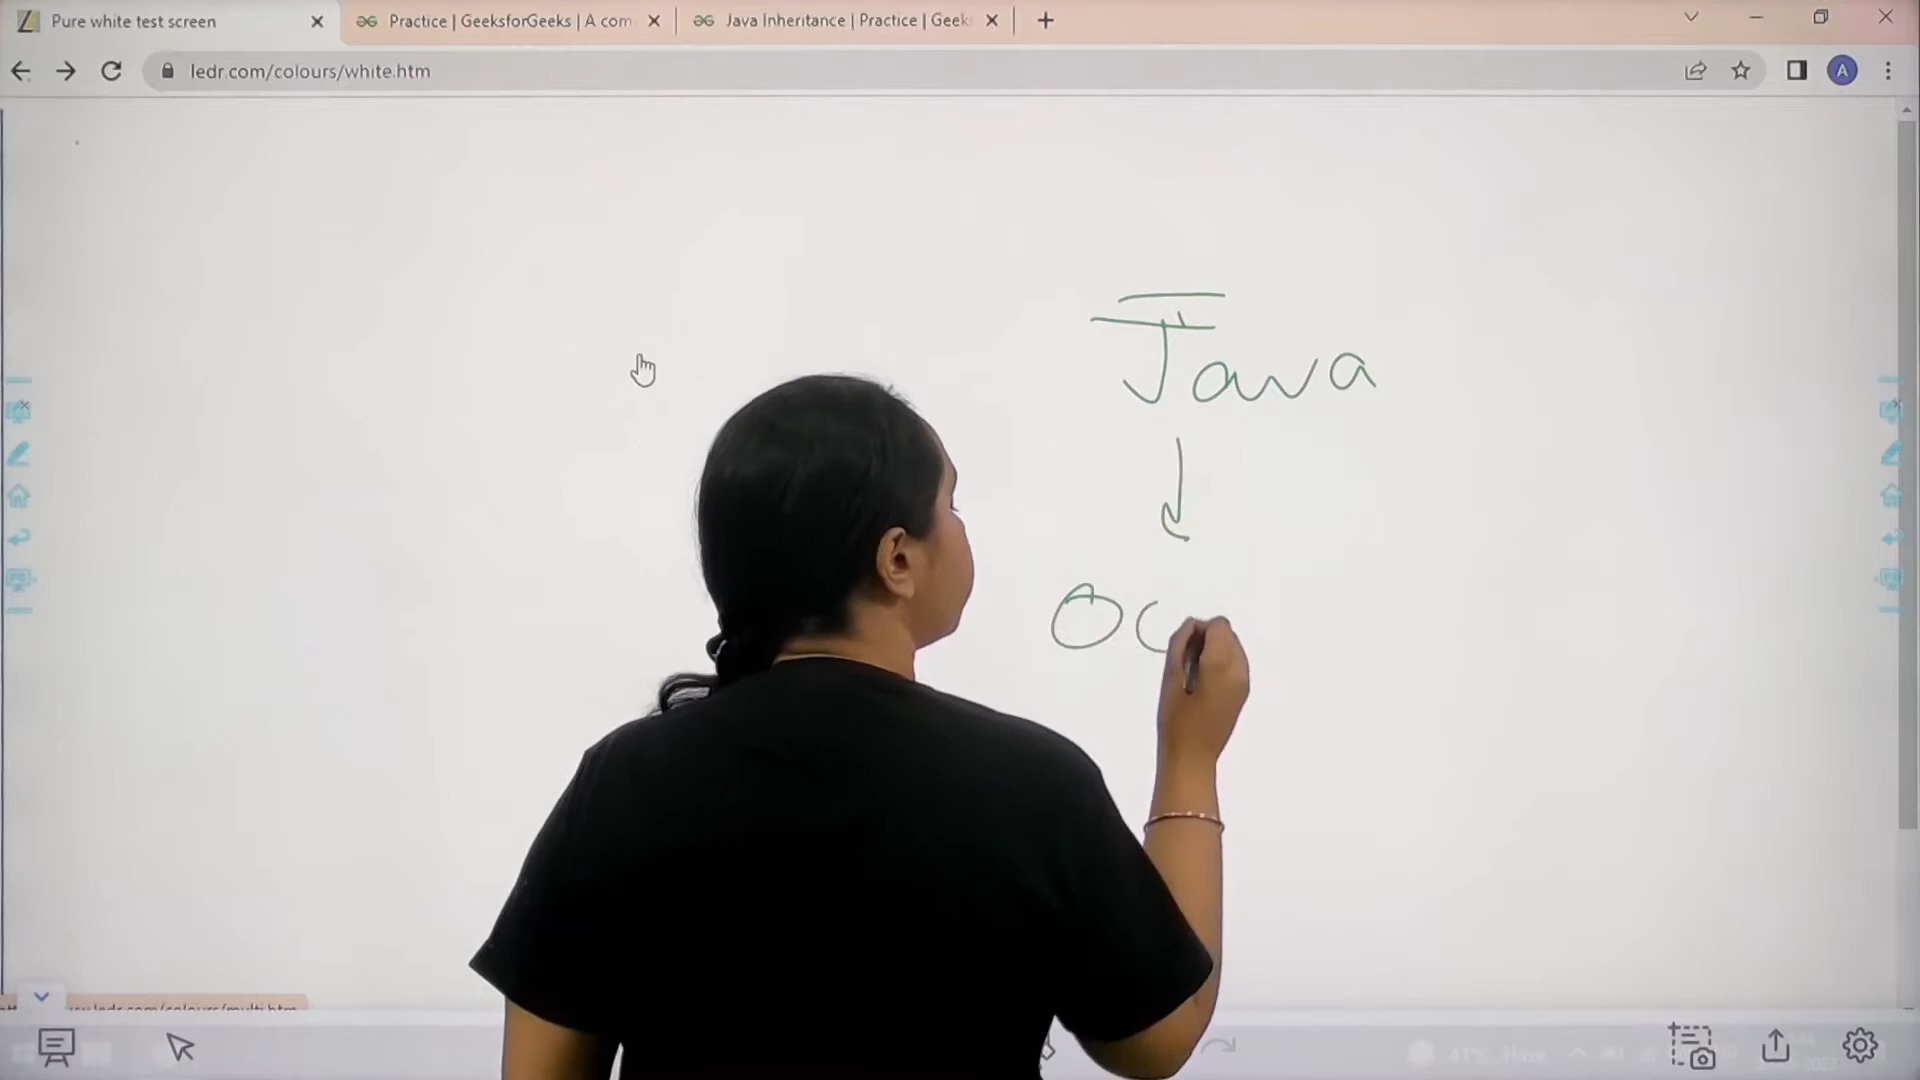 Pure white test screen
Practice | GeeksforGeeks | A com
Java Inheritance | Practice | Geek
ledr.com/colours/white.htm
A
Java